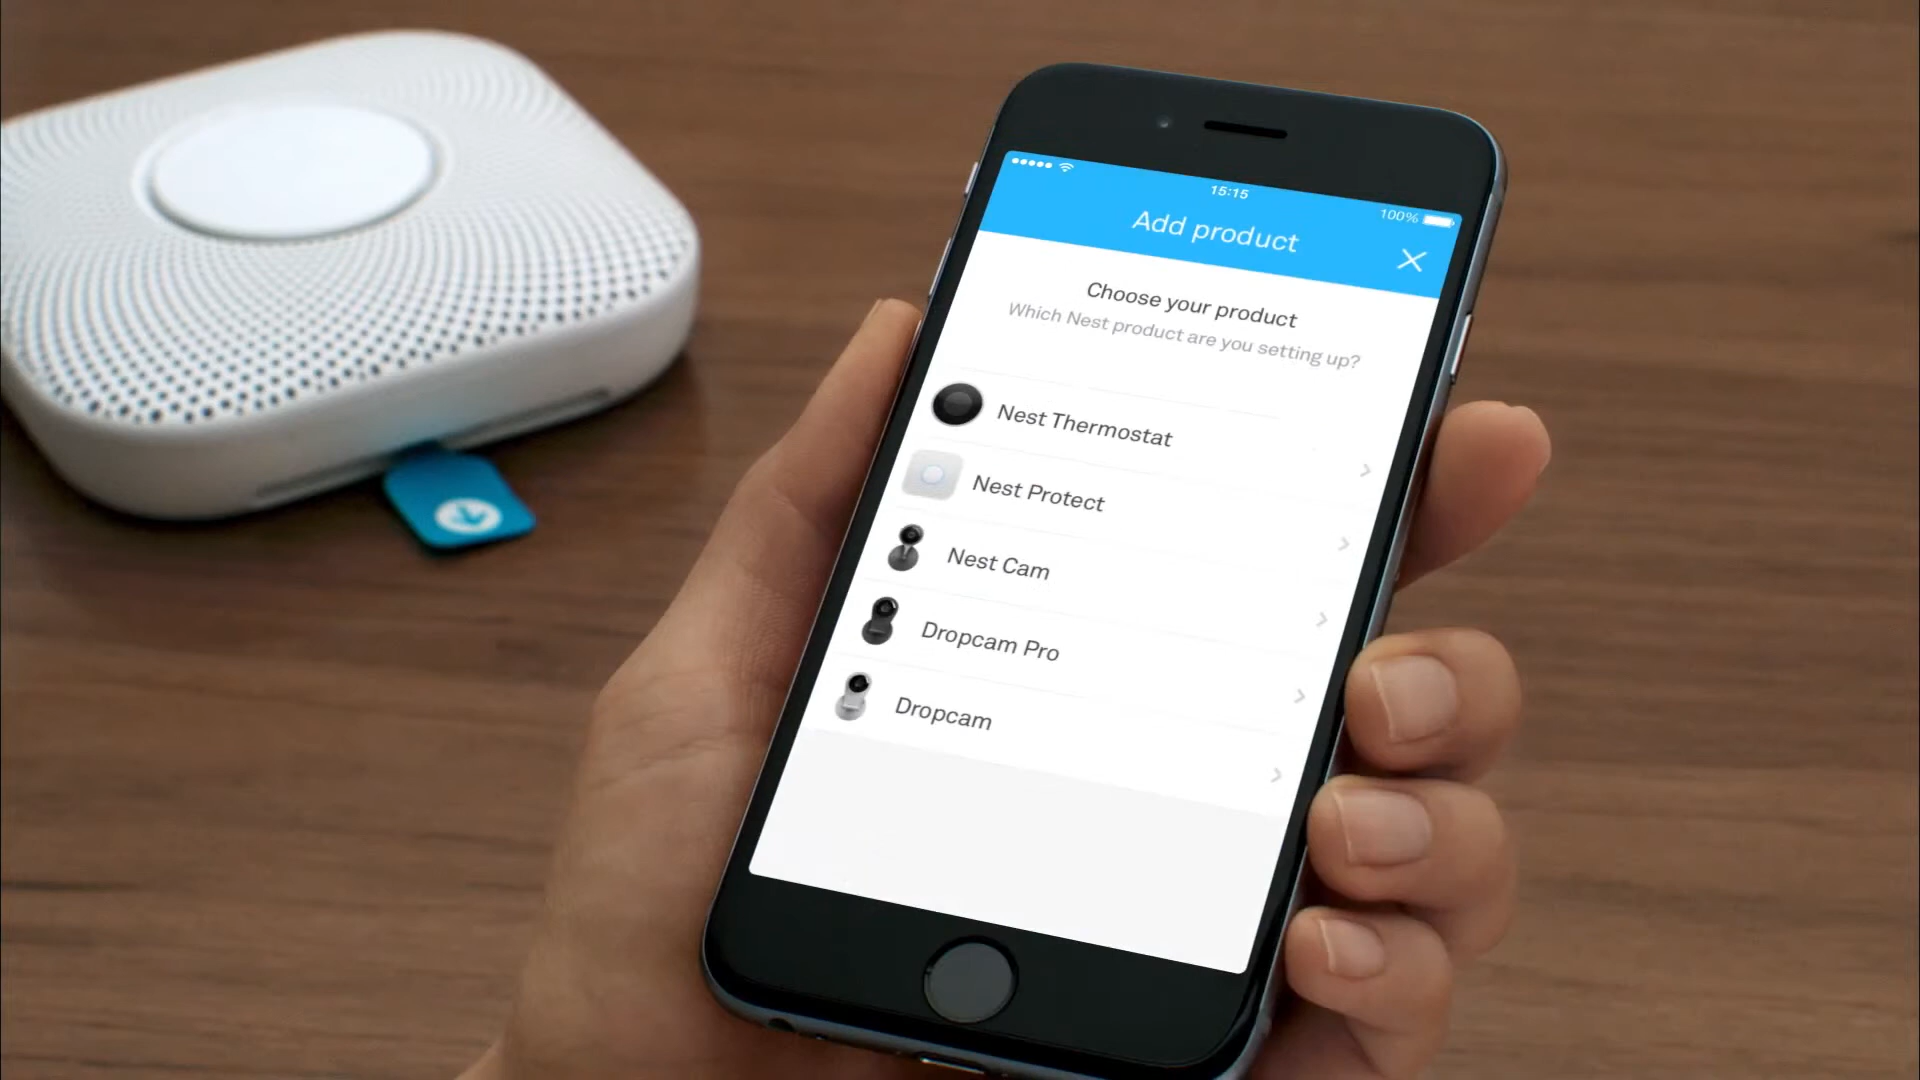 15:15
100%
Add product
Choose your product
Which Nest product are you setting up?
Nest Thermostat
Nest Protect
Nest Cam
Dropcam Pro
Dropcam